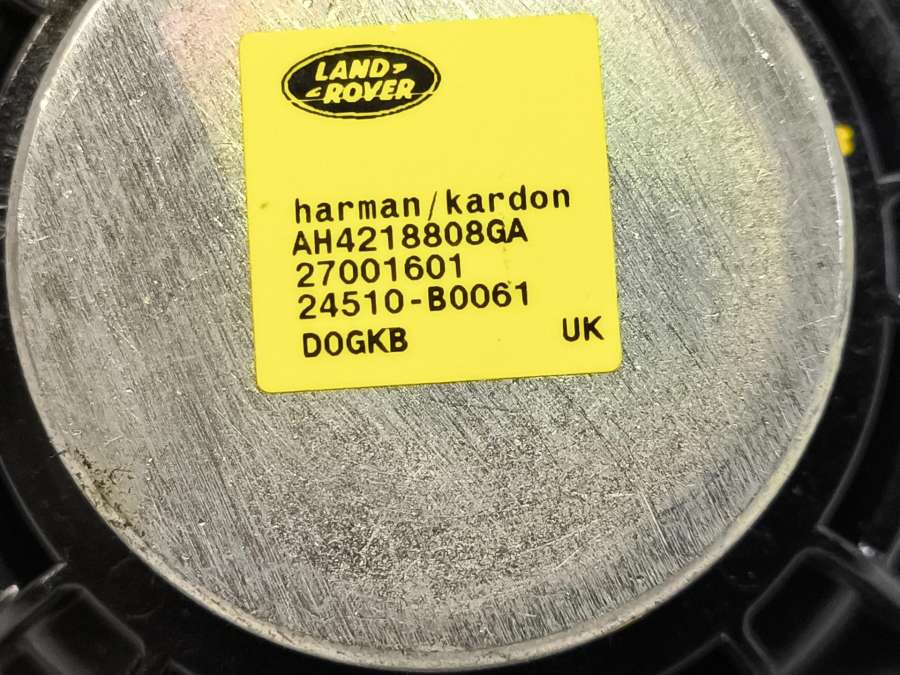 LAND
ROVER
harman/kardon
AH4218808GA
27001601
24510-B0061
D0GKB UK